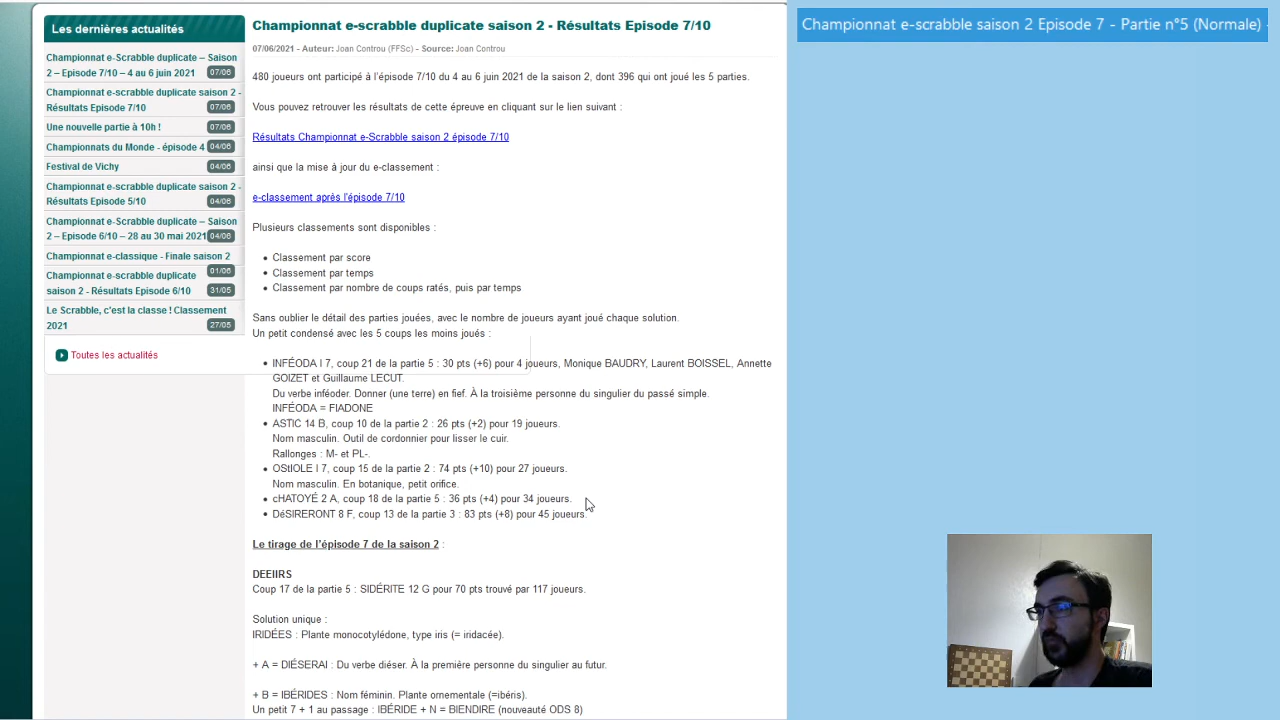 Les dernières actualités
Championnat e-Scrabble duplicate – Saison
2 – Episode 7/10 – 4 au 6 juin 2021 07/06
Championnat e-scrabble duplicate saison 2 -
Résultats Episode 7/10 07/06
Une nouvelle partie à 10h ! 07/06
Championnats du Monde - épisode 4 04/06
Festival de Vichy 04/06
Championnat e-scrabble duplicate saison 2 -
Résultats Episode 5/10 04/06
Championnat e-Scrabble duplicate – Saison
2 – Episode 6/10 – 28 au 30 mai 2021 04/06
Championnat e-classique - Finale saison 2
01/06
Championnat e-scrabble duplicate
saison 2 - Résultats Episode 6/10 31/05
Le Scrabble, c'est la classe ! Classement
2021 27/05
Toutes les actualités
Championnat e-scrabble duplicate saison 2 - Résultats Episode 7/10
07/06/2021 - Auteur: Joan Controu (FFSc) - Source: Joan Controu
480 joueurs ont participé à l'épisode 7/10 du 4 au 6 juin 2021 de la saison 2, dont 396 qui ont joué les 5 parties.
Vous pouvez retrouver les résultats de cette épreuve en cliquant sur le lien suivant :
Résultats Championnat e-Scrabble saison 2 épisode 7/10
ainsi que la mise à jour du e-classement :
e-classement après l'épisode 7/10
Plusieurs classements sont disponibles :
• Classement par score
• Classement par temps
• Classement par nombre de coups ratés, puis par temps
Sans oublier le détail des parties jouées, avec le nombre de joueurs ayant joué chaque solution.
Un petit condensé avec les 5 coups les moins joués :
• INFÉODA I 7, coup 21 de la partie 5 : 30 pts (+6) pour 4 joueurs, Monique BAUDRY, Laurent BOISSEL, Annette
GOIZET et Guillaume LECUT.
Du verbe inféoder. Donner (une terre) en fief. À la troisième personne du singulier du passé simple.
INFÉODA = FIADONE
• ASTIC 14 B, coup 10 de la partie 2 : 26 pts (+2) pour 19 joueurs.
Nom masculin. Outil de cordonnier pour lisser le cuir.
Rallonges : M- et PL-.
• OStIOLE I 7, coup 15 de la partie 2 : 74 pts (+10) pour 27 joueurs.
Nom masculin. En botanique, petit orifice.
• cHATOYÉ 2 A, coup 18 de la partie 5 : 36 pts (+4) pour 34 joueurs.
• DéSIRERONT 8 F, coup 13 de la partie 3 : 83 pts (+8) pour 45 joueurs.
Le tirage de l'épisode 7 de la saison 2 :
DEEIIRS
Coup 17 de la partie 5 : SIDÉRITE 12 G pour 70 pts trouvé par 117 joueurs.
Solution unique :
IRIDÉES : Plante monocotylédone, type iris (= iridacée).
+ A = DIÉSERAI : Du verbe diéser. À la première personne du singulier au futur.
+ B = IBÉRIDES : Nom féminin. Plante ornementale (=ibéris).
Un petit 7 + 1 au passage : IBÉRIDE + N = BIENDIRE (nouveauté ODS 8)
Championnat e-scrabble saison 2 Episode 7 - Partie n°5 (Normale) -